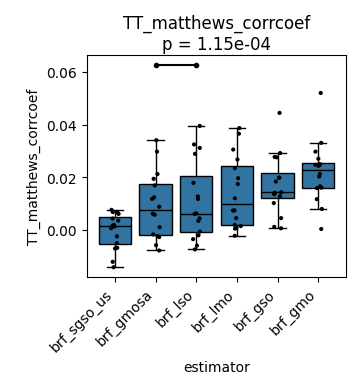 TT_matthews_corrcoef
p = 1.15e-04
TT_matthews_corrcoef
0.06
0.04
0.02
0.00
brf_sgso_us
brf_gmosa
brf_lso
brf_lmo
brf_gso
brf_gmo
estimator